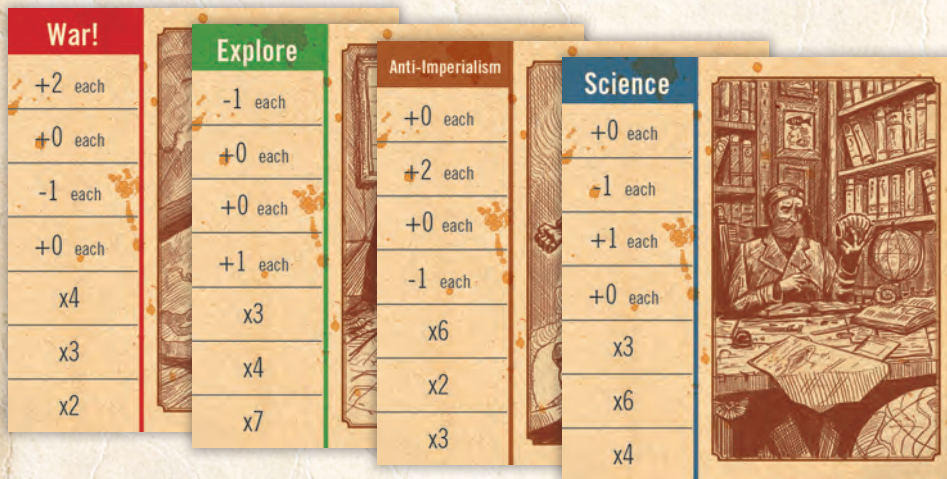 War!
+2 each
+0 each
-1 each
+0 each
x4
x3
x2
Explore
-1 each
+0 each
+0 each
+1 each
x3
x4
x7
Anti-Imperialism
+0 each
+2 each
+0 each
-1 each
x6
x2
x3
Science
+0 each
-1 each
+1 each
+0 each
x3
x6
x4